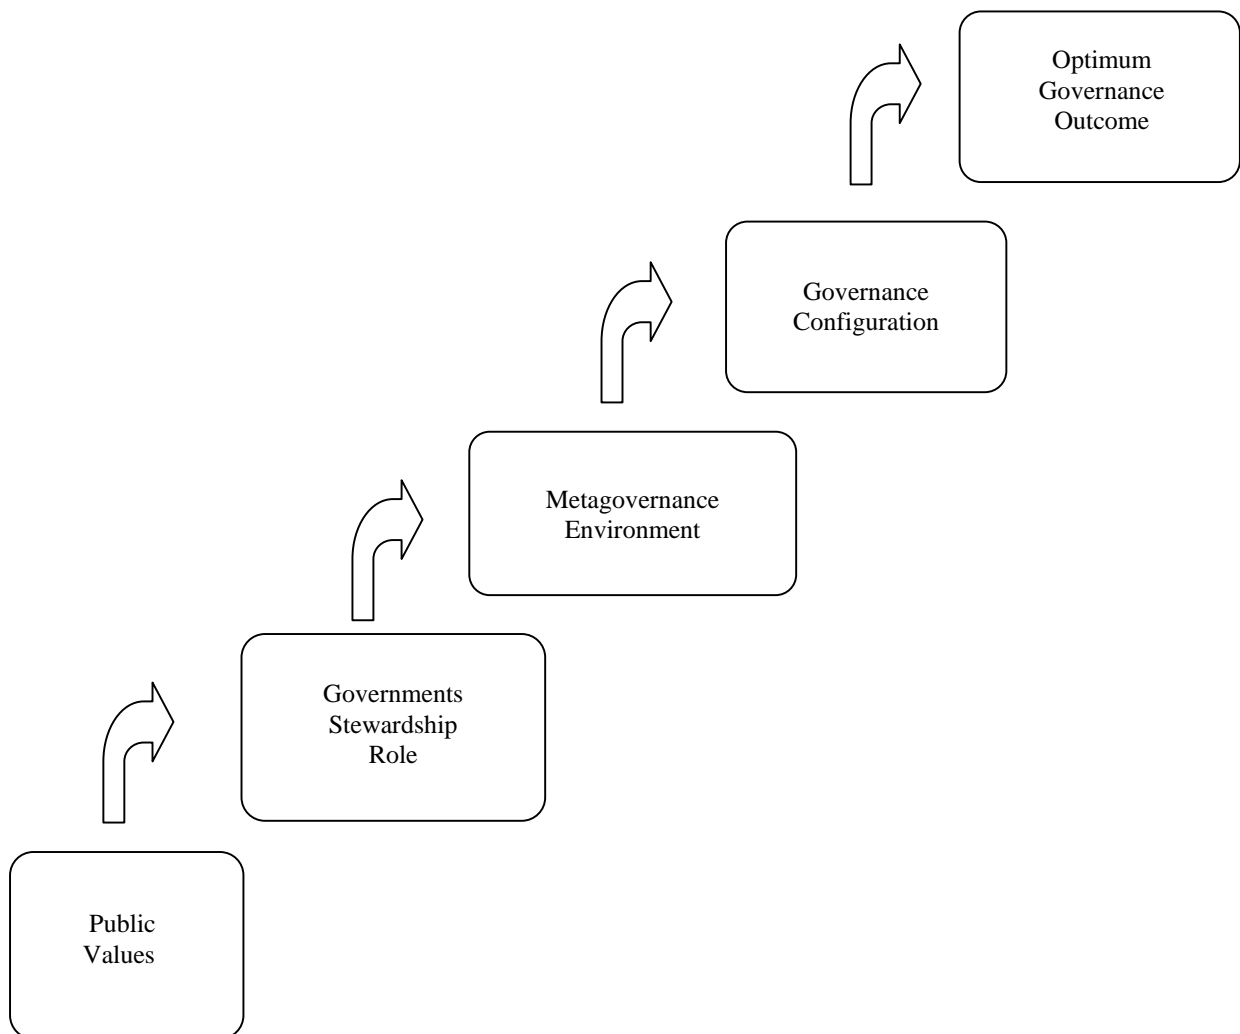 Optimum
Governance
Outcome
Governance
Configuration
Metagovernance
Environment
Governments
Stewardship
Role
Public
Values